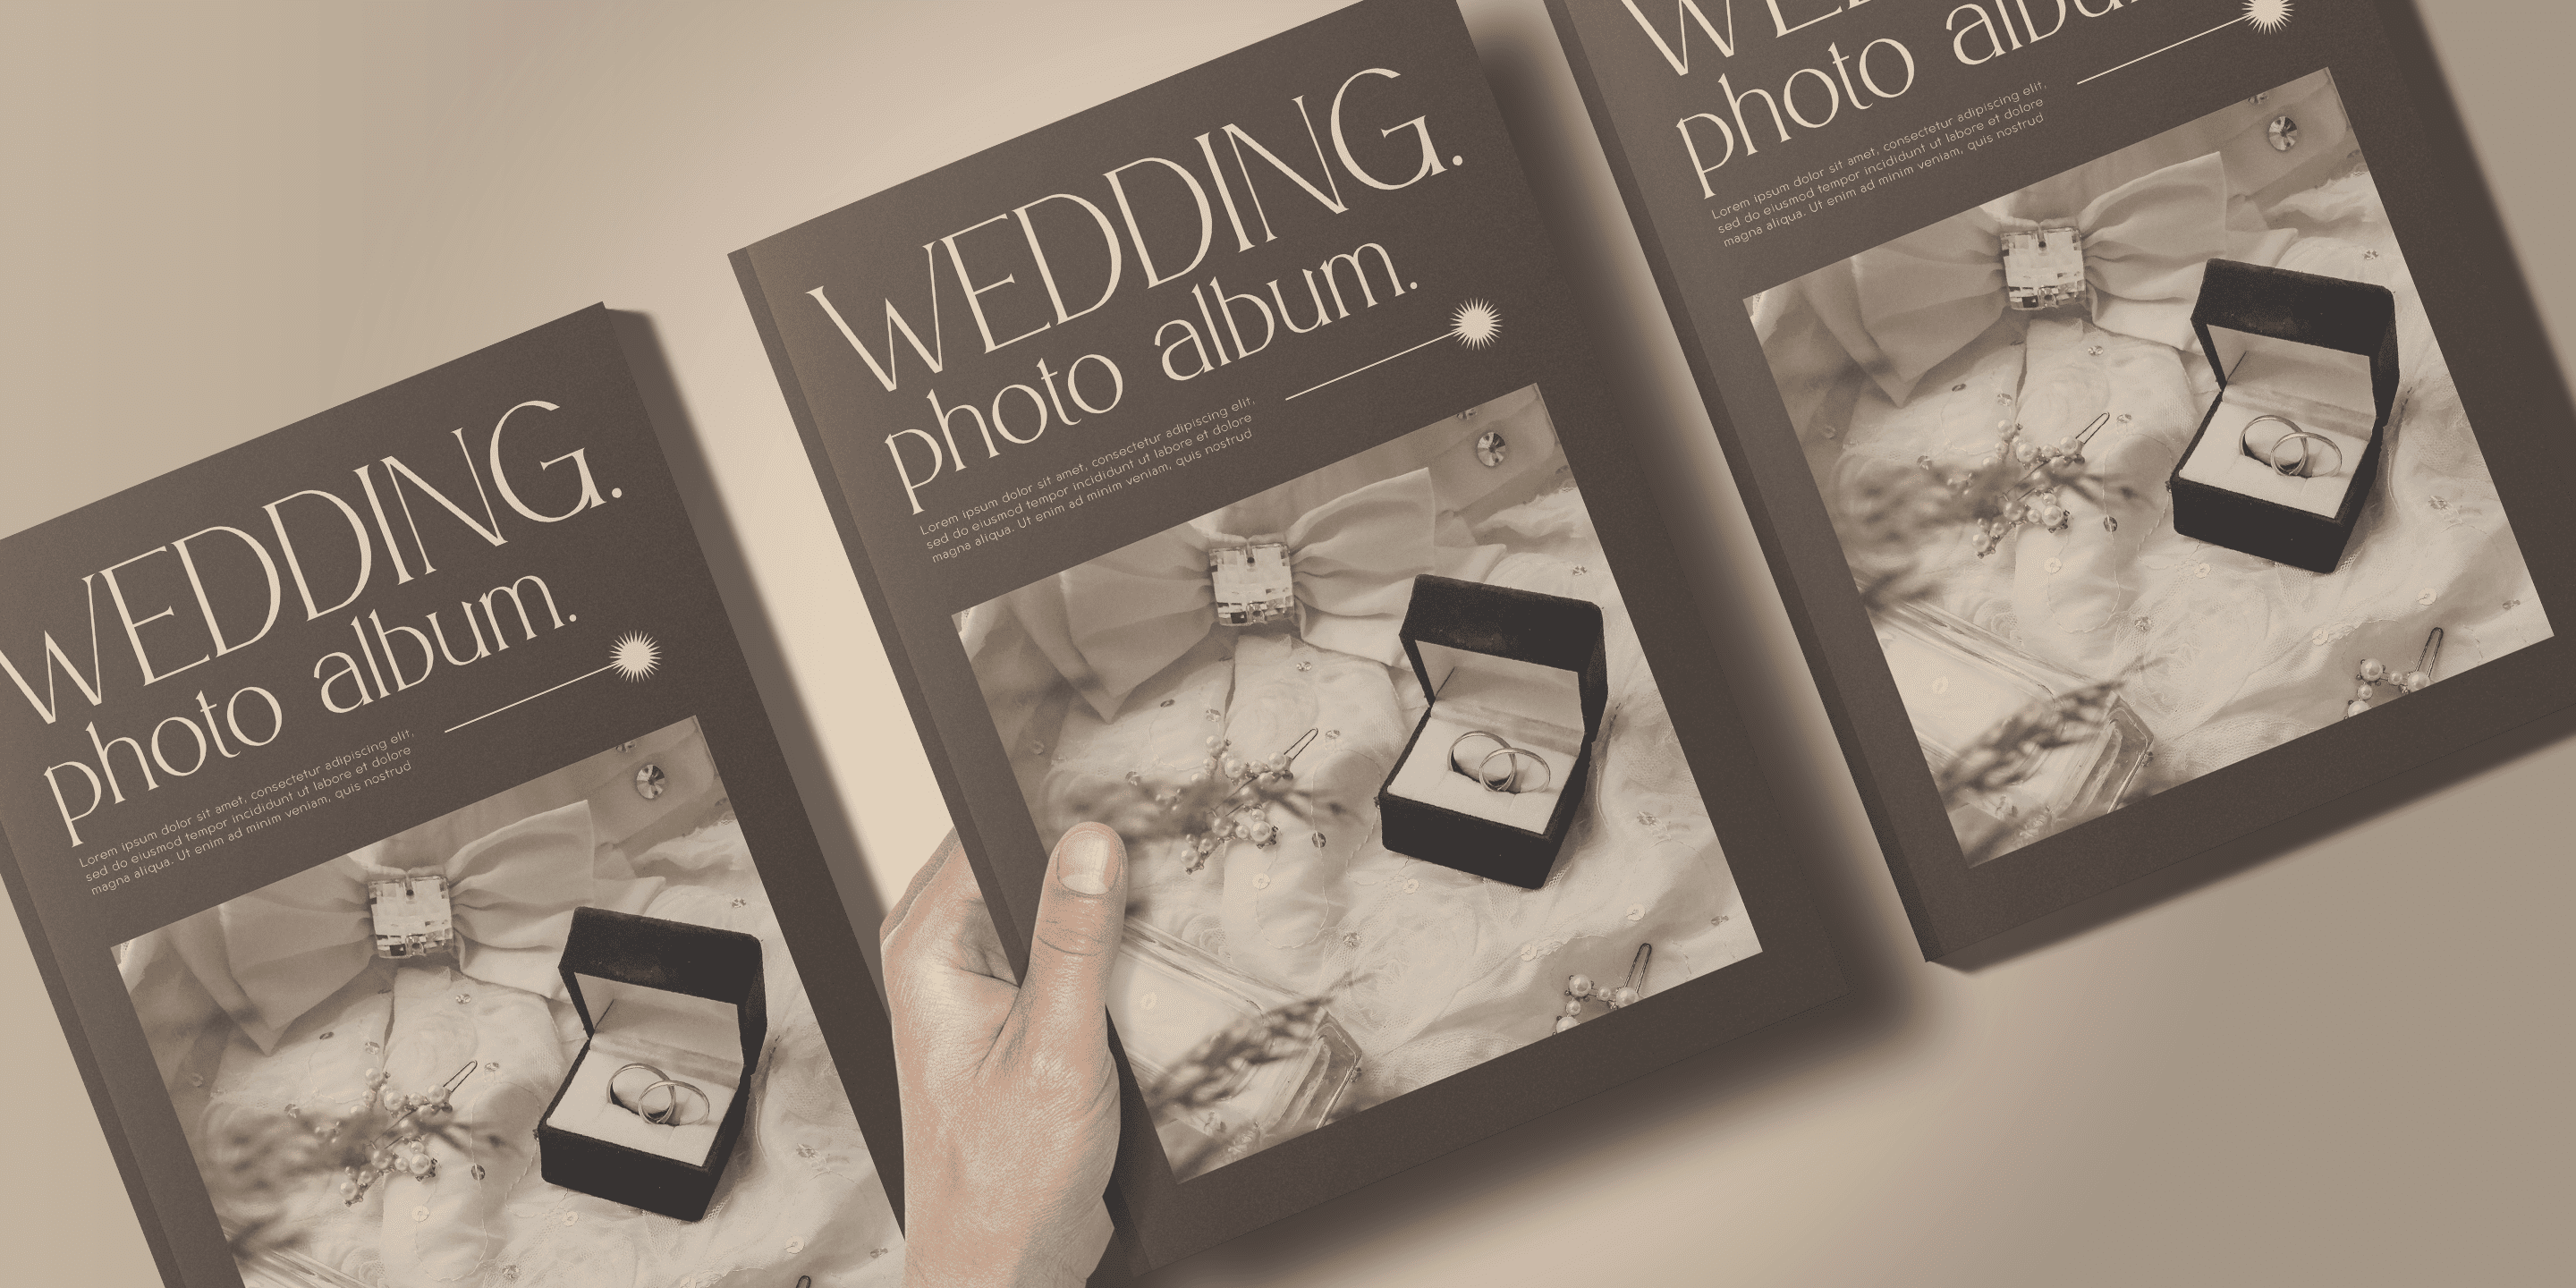 WEDDING.
photo album.
Lorem ipsum dolor sit amet, consectetur adipiscing elit,
sed do eiusmod tempor incididunt ut labore et dolore
magna aliqua. Ut enim ad minim veniam, quis nostrud
WEDDING.
photo album.
Lorem ipsum dolor sit amet, consectetur adipiscing elit,
sed do eiusmod tempor incididunt ut labore et dolore
magna aliqua. Ut enim ad minim veniam, quis nostrud
photo
Lorem ipsum dolor sit amet, consectetur adipiscing elit,
sed do eiusmod tempor incididunt ut labore et dolore
magna aliqua. Ut enim ad minim veniam, quis nostrud